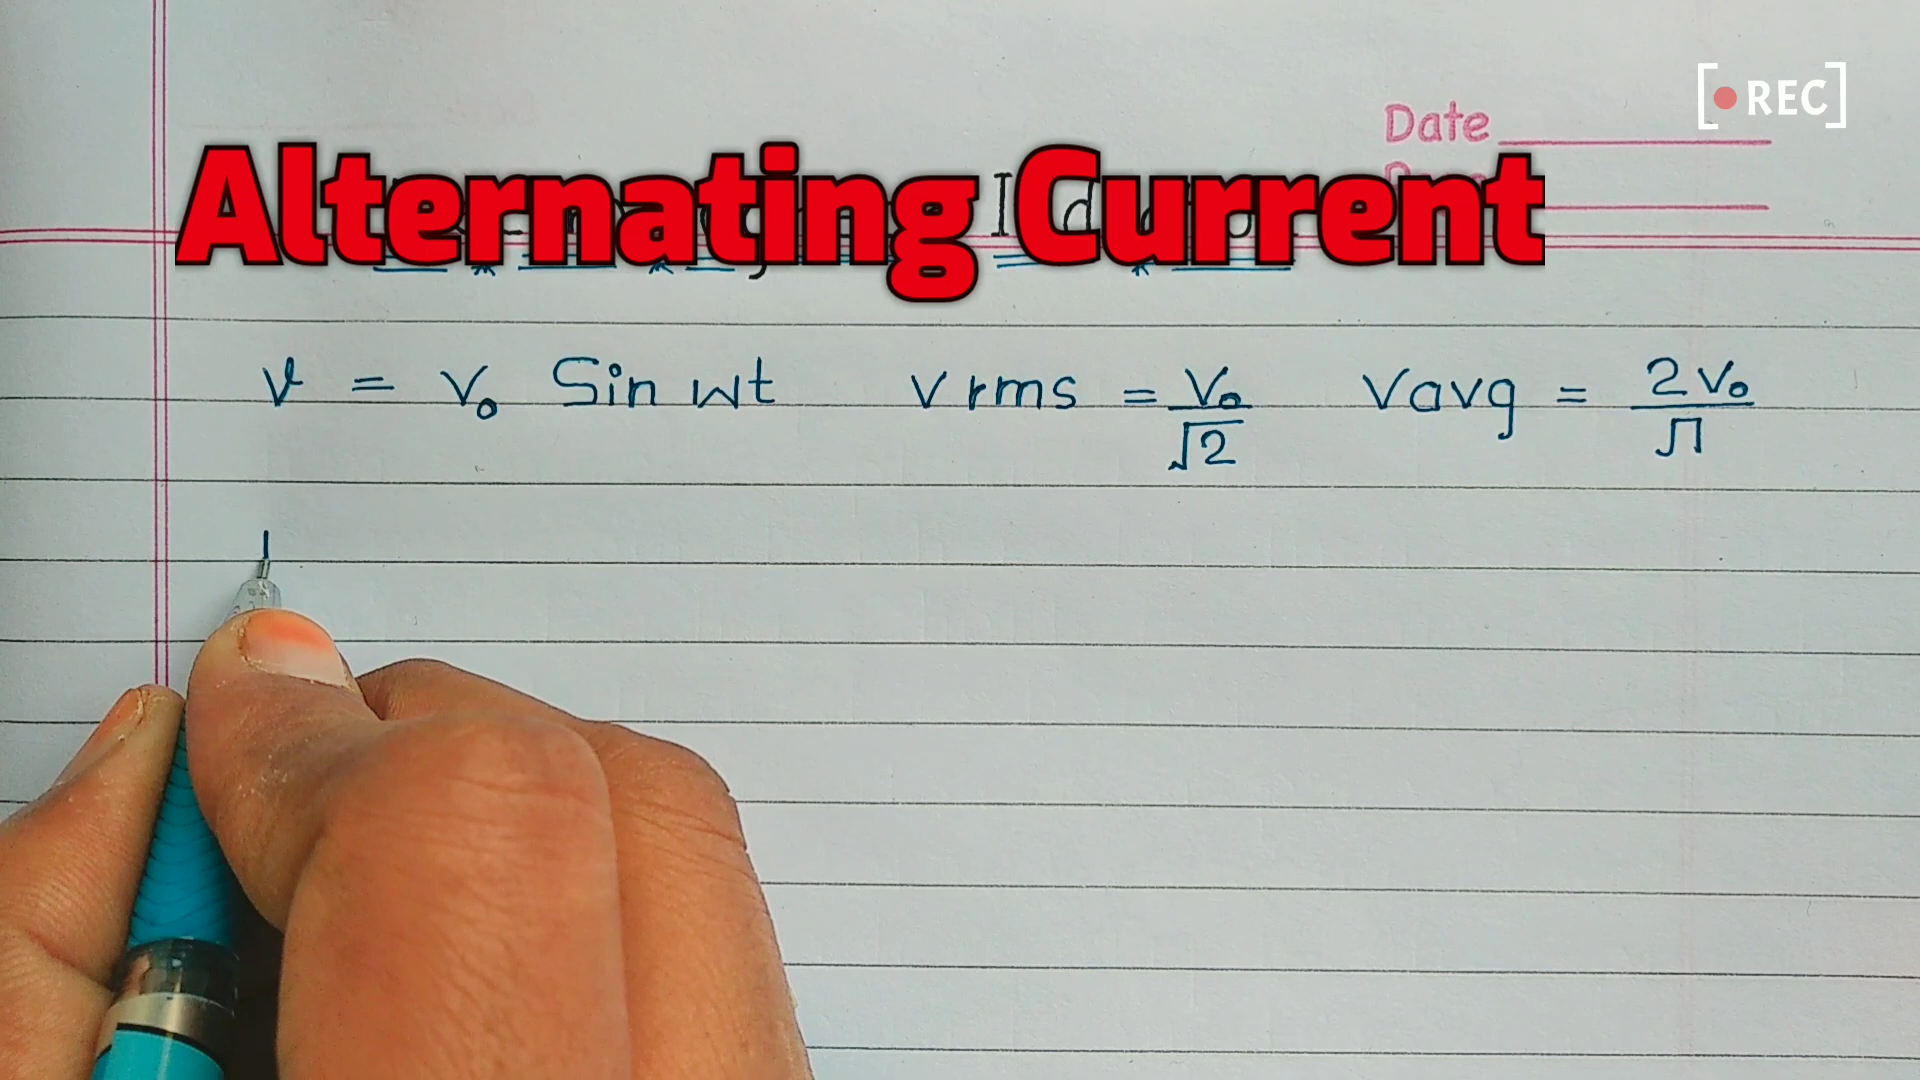 REC
Date
Alternating Current
v = v₀ Sin wt   V rms = V₀/√2   Vavg = 2V₀/π